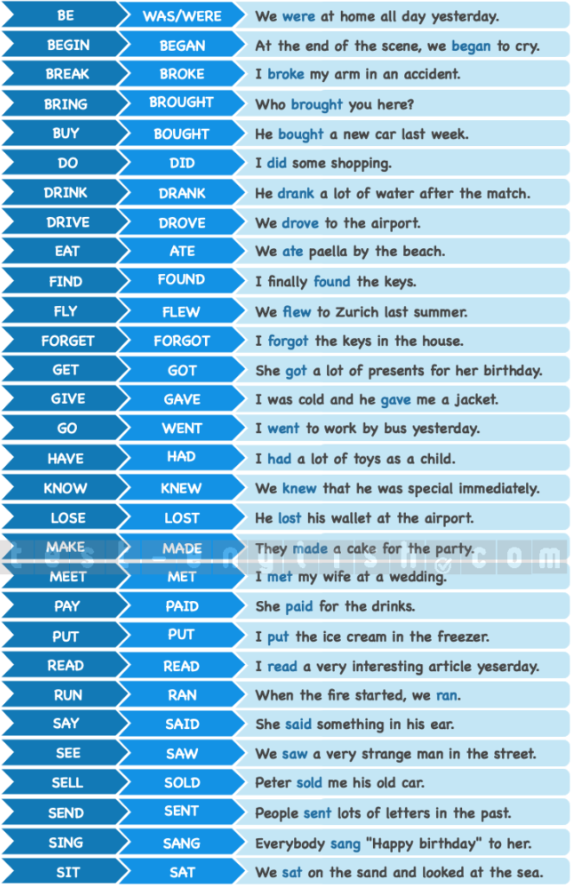 BE WAS/WERE We were at home all day yesterday.
BEGIN BEGAN At the end of the scene, we began to cry.
BREAK BROKE I broke my arm in an accident.
BRING BROUGHT Who brought you here?
BUY BOUGHT He bought a new car last week.
DO DID I did some shopping.
DRINK DRANK He drank a lot of water after the match.
DRIVE DROVE We drove to the airport.
EAT ATE We ate paella by the beach.
FIND FOUND I finally found the keys.
FLY FLEW We flew to Zurich last summer.
FORGET FORGOT I forgot the keys in the house.
GET GOT She got a lot of presents for her birthday.
GIVE GAVE I was cold and he gave me a jacket.
GO WENT I went to work by bus yesterday.
HAVE HAD I had a lot of toys as a child.
KNOW KNEW We knew that he was special immediately.
LOSE LOST He lost his wallet at the airport.
MAKE MADE They made a cake for the party.
test-english.com
MEET MET I met my wife at a wedding.
PAY PAID She paid for the drinks.
PUT PUT I put the ice cream in the freezer.
READ READ I read a very interesting article yeserday.
RUN RAN When the fire started, we ran.
SAY SAID She said something in his ear.
SEE SAW We saw a very strange man in the street.
SELL SOLD Peter sold me his old car.
SEND SENT People sent lots of letters in the past.
SING SANG Everybody sang "Happy birthday" to her.
SIT SAT We sat on the sand and looked at the sea.